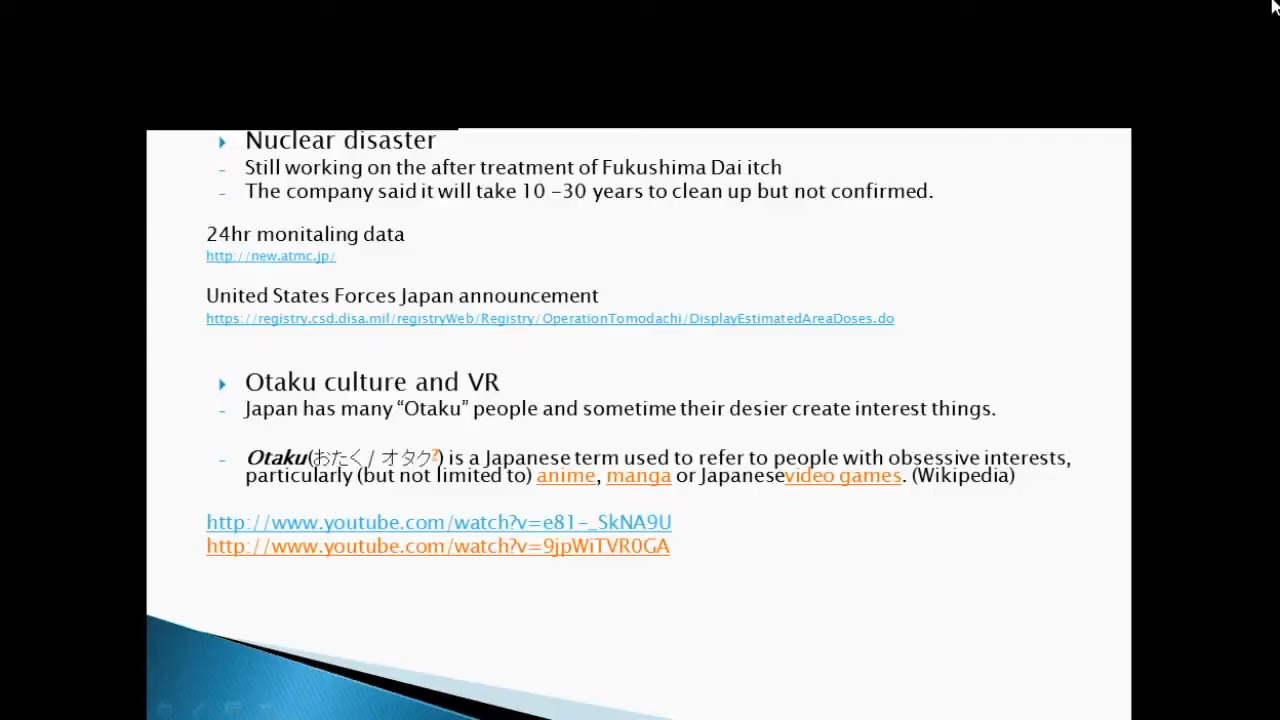 Nuclear disaster
- Still working on the after treatment of Fukushima Dai itch
- The company said it will take 10 -30 years to clean up but not confirmed.
24hr monitaling data
http://new.atmc.jp/
United States Forces Japan announcement
https://registry.csd.disa.mil/registryWeb/Registry/OperationTomodachi/DisplayEstimatedAreaDoses.do
Otaku culture and VR
- Japan has many “Otaku” people and sometime their desier create interest things.
- Otaku(おたく/ オタク?) is a Japanese term used to refer to people with obsessive interests,
particularly (but not limited to) anime, manga or Japanesevideo games. (Wikipedia)
http://www.youtube.com/watch?v=e81-_SkNA9U
http://www.youtube.com/watch?v=9jpWiTVR0GA